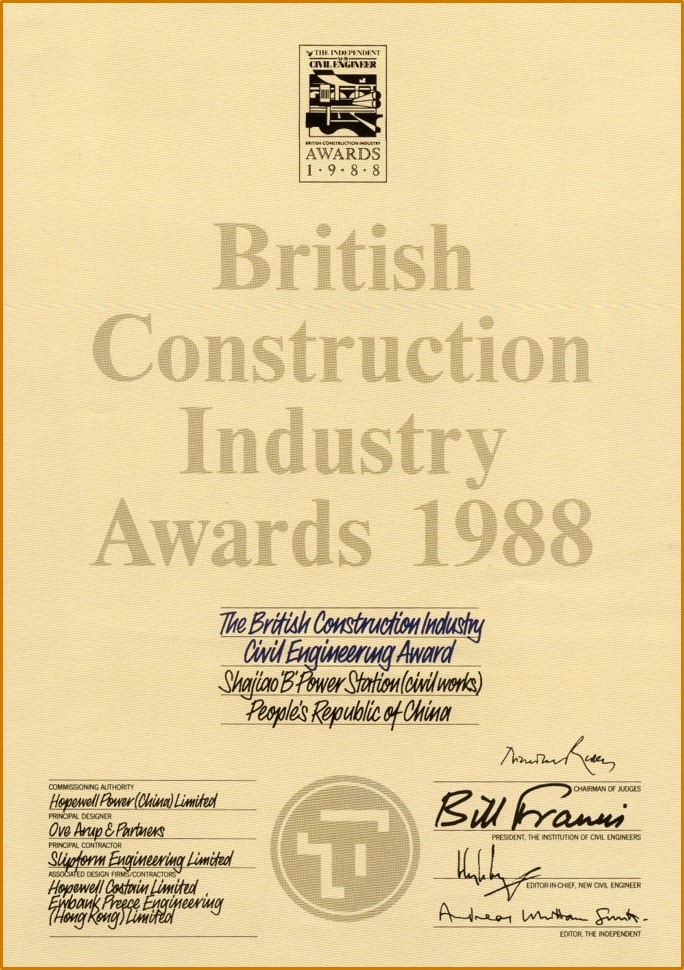 THE INDEPENDENT
CIVIL ENGINEER
BRITISH CONSTRUCTION INDUSTRY
AWARDS
1·9·8·8
British
Construction
Industry
Awards 1988
The British Construction Industry
Civil Engineering Award
Shajiao 'B' Power Station (civil works)
People's Republic of China
COMMISSIONING AUTHORITY
Hopewell Power (China) Limited
PRINCIPAL DESIGNER
Ove Arup & Partners
PRINCIPAL CONTRACTOR
Slipform Engineering Limited
ASSOCIATED DESIGN FIRMS/CONTRACTORS
Hopewell Costain Limited
Ewbank Preece Engineering
(Hong Kong) Limited
CHAIRMAN OF JUDGES
Bill Francis
PRESIDENT, THE INSTITUTION OF CIVIL ENGINEERS
EDITOR-IN-CHIEF, NEW CIVIL ENGINEER
Andreas Whittam Smith
EDITOR, THE INDEPENDENT